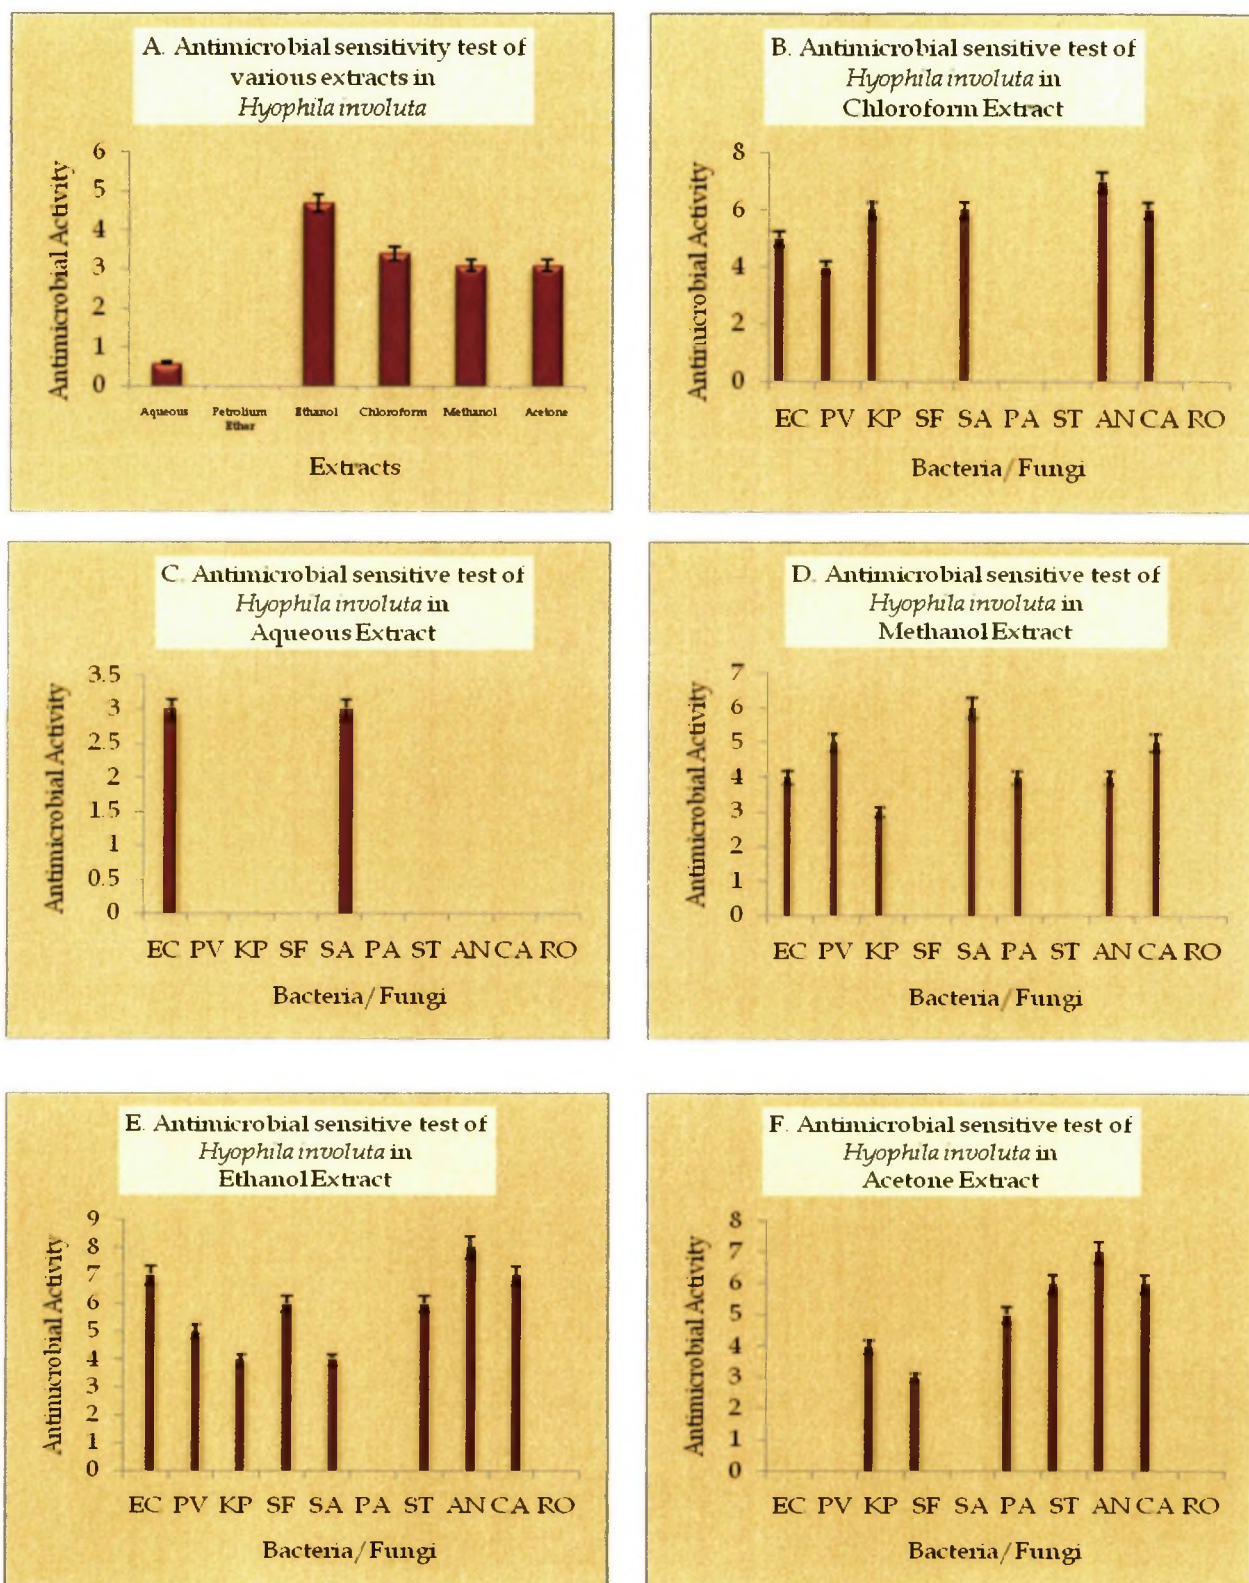 A. Antimicrobial sensitivity test of
various extracts in
Hyophila involuta
Antimicrobial Activity
6
5
4
3
2
1
0
Aqueous Petrolium Ether Ethanol Chloroform Methanol Acetone
Extracts
B. Antimicrobial sensitive test of
Hyophila involuta in
Chloroform Extract
Antimicrobial Activity
8
6
4
2
0
EC PV KP SF SA PA ST AN CA RO
Bacteria/Fungi
C. Antimicrobial sensitive test of
Hyophila involuta in
Aqueous Extract
Antimicrobial Activity
3.5
3
2.5
2
1.5
1
0.5
0
EC PV KP SF SA PA ST AN CA RO
Bacteria/Fungi
D. Antimicrobial sensitive test of
Hyophila involuta in
Methanol Extract
Antimicrobial Activity
7
6
5
4
3
2
1
0
EC PV KP SF SA PA ST AN CA RO
Bacteria/Fungi
E. Antimicrobial sensitive test of
Hyophila involuta in
Ethanol Extract
Antimicrobial Activity
9
8
7
6
5
4
3
2
1
0
EC PV KP SF SA PA ST AN CA RO
Bacteria/Fungi
F. Antimicrobial sensitive test of
Hyophila involuta in
Acetone Extract
Antimicrobial Activity
8
7
6
5
4
3
2
1
0
EC PV KP SF SA PA ST AN CA RO
Bacteria/Fungi